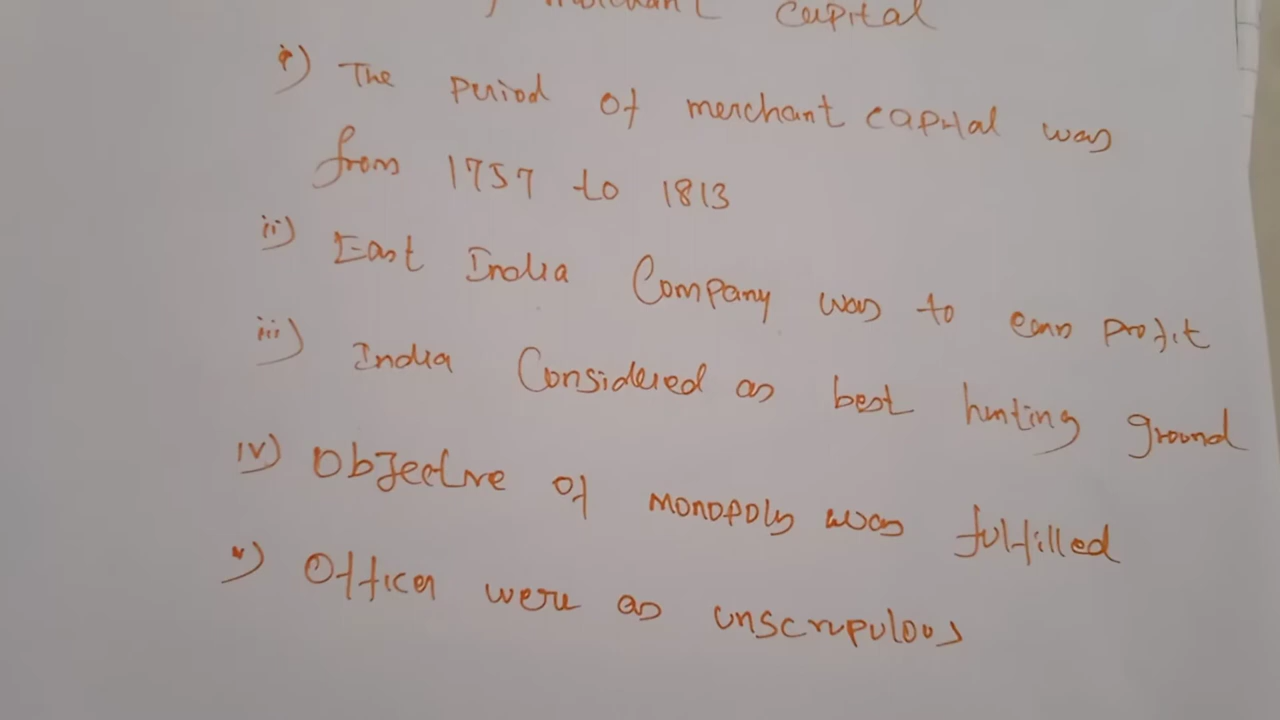 merchant capital
i) The period of merchant capital was
from 1757 to 1813
ii) East India Company was to earn profit
iii) India Considered as best hunting ground
iv) Objective of monopoly was fulfilled
v) Officer were as unscrupulous